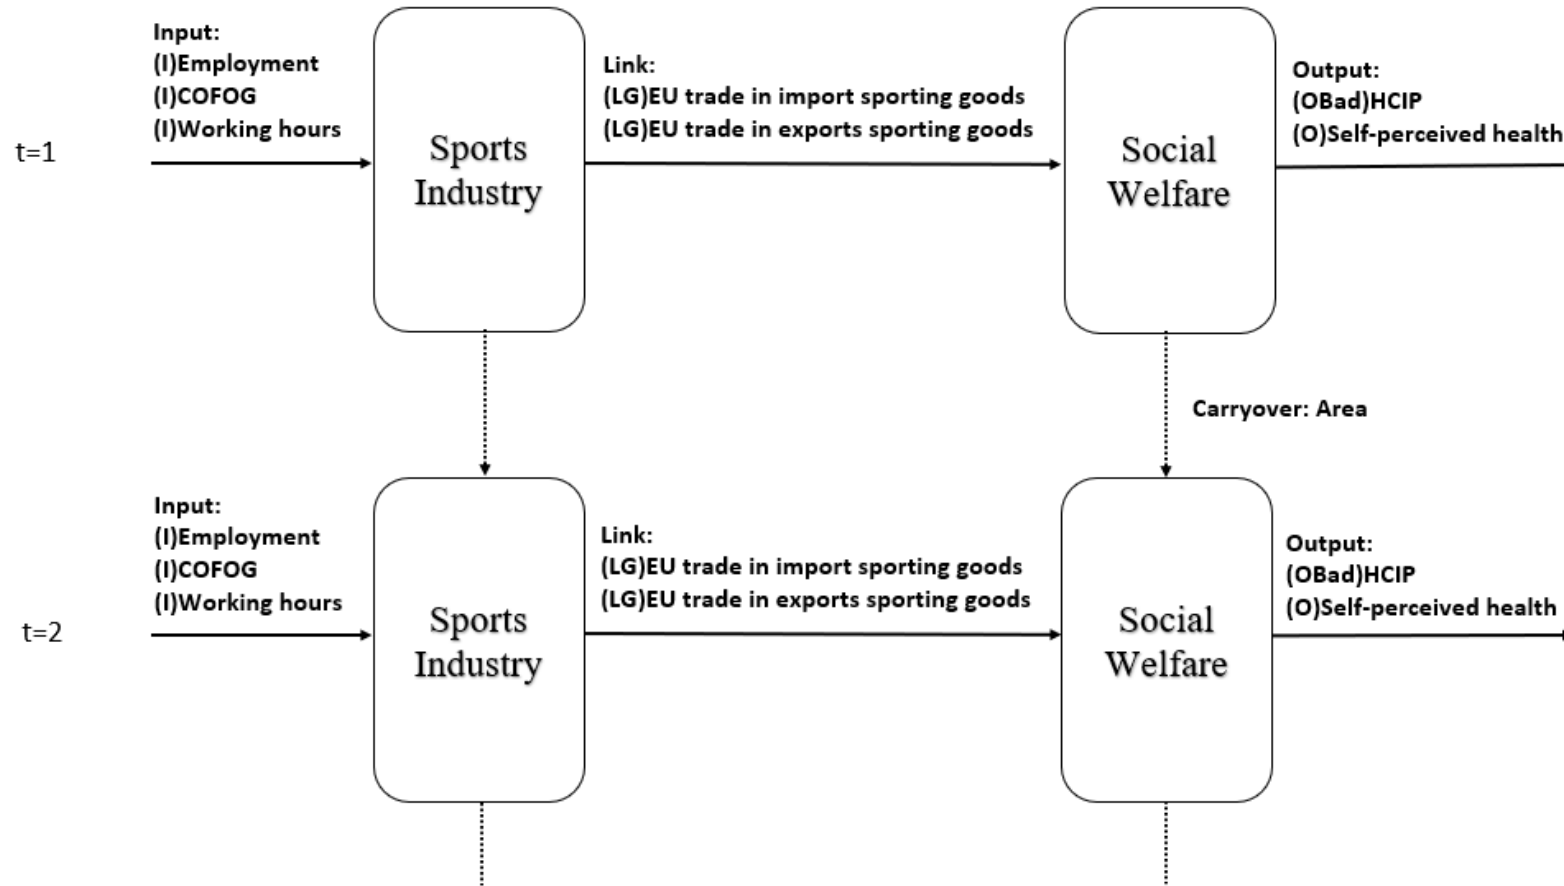 Input:
(I)Employment
(I)COFOG
(I)Working hours
Link:
(LG)EU trade in import sporting goods
(LG)EU trade in exports sporting goods
Output:
(OBad)HCIP
(O)Self-perceived health
t=1
Sports
Industry
Social
Welfare
Carryover: Area
Input:
(I)Employment
(I)COFOG
(I)Working hours
Link:
(LG)EU trade in import sporting goods
(LG)EU trade in exports sporting goods
Output:
(OBad)HCIP
(O)Self-perceived health
t=2
Sports
Industry
Social
Welfare